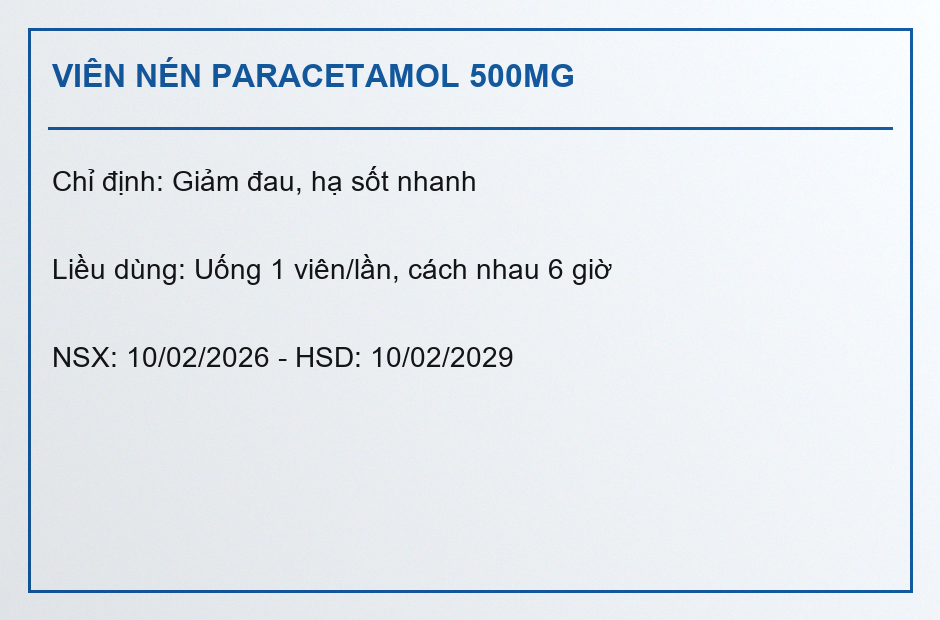 VIÊN NÉN PARACETAMOL 500MG
Chỉ định: Giảm đau, hạ sốt nhanh
Liều dùng: Uống 1 viên/lần, cách nhau 6 giờ
NSX: 10/02/2026 - HSD: 10/02/2029